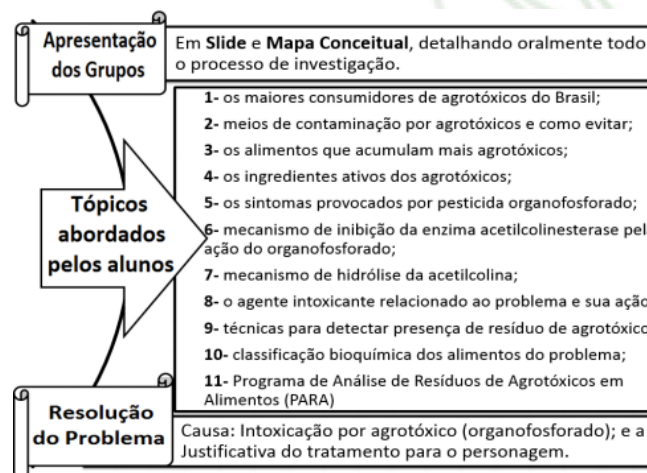 Apresentação
dos Grupos
Em Slide e Mapa Conceitual, detalhando oralmente todo
o processo de investigação.
Tópicos
abordados
pelos alunos
1- os maiores consumidores de agrotóxicos do Brasil;
2- meios de contaminação por agrotóxicos e como evitar;
3- os alimentos que acumulam mais agrotóxicos;
4- os ingredientes ativos dos agrotóxicos;
5- os sintomas provocados por pesticida organofosforado;
6- mecanismo de inibição da enzima acetilcolinesterase pel
ação do organofosforado;
7- mecanismo de hidrólise da acetilcolina;
8- o agente intoxicante relacionado ao problema e sua ação
9- técnicas para detectar presença de resíduo de agrotóxico
10- classificação bioquímica dos alimentos do problema;
11- Programa de Análise de Resíduos de Agrotóxicos em
Alimentos (PARA)
Resolução
do Problema
Causa: Intoxicação por agrotóxico (organofosforado); e a
Justificativa do tratamento para o personagem.